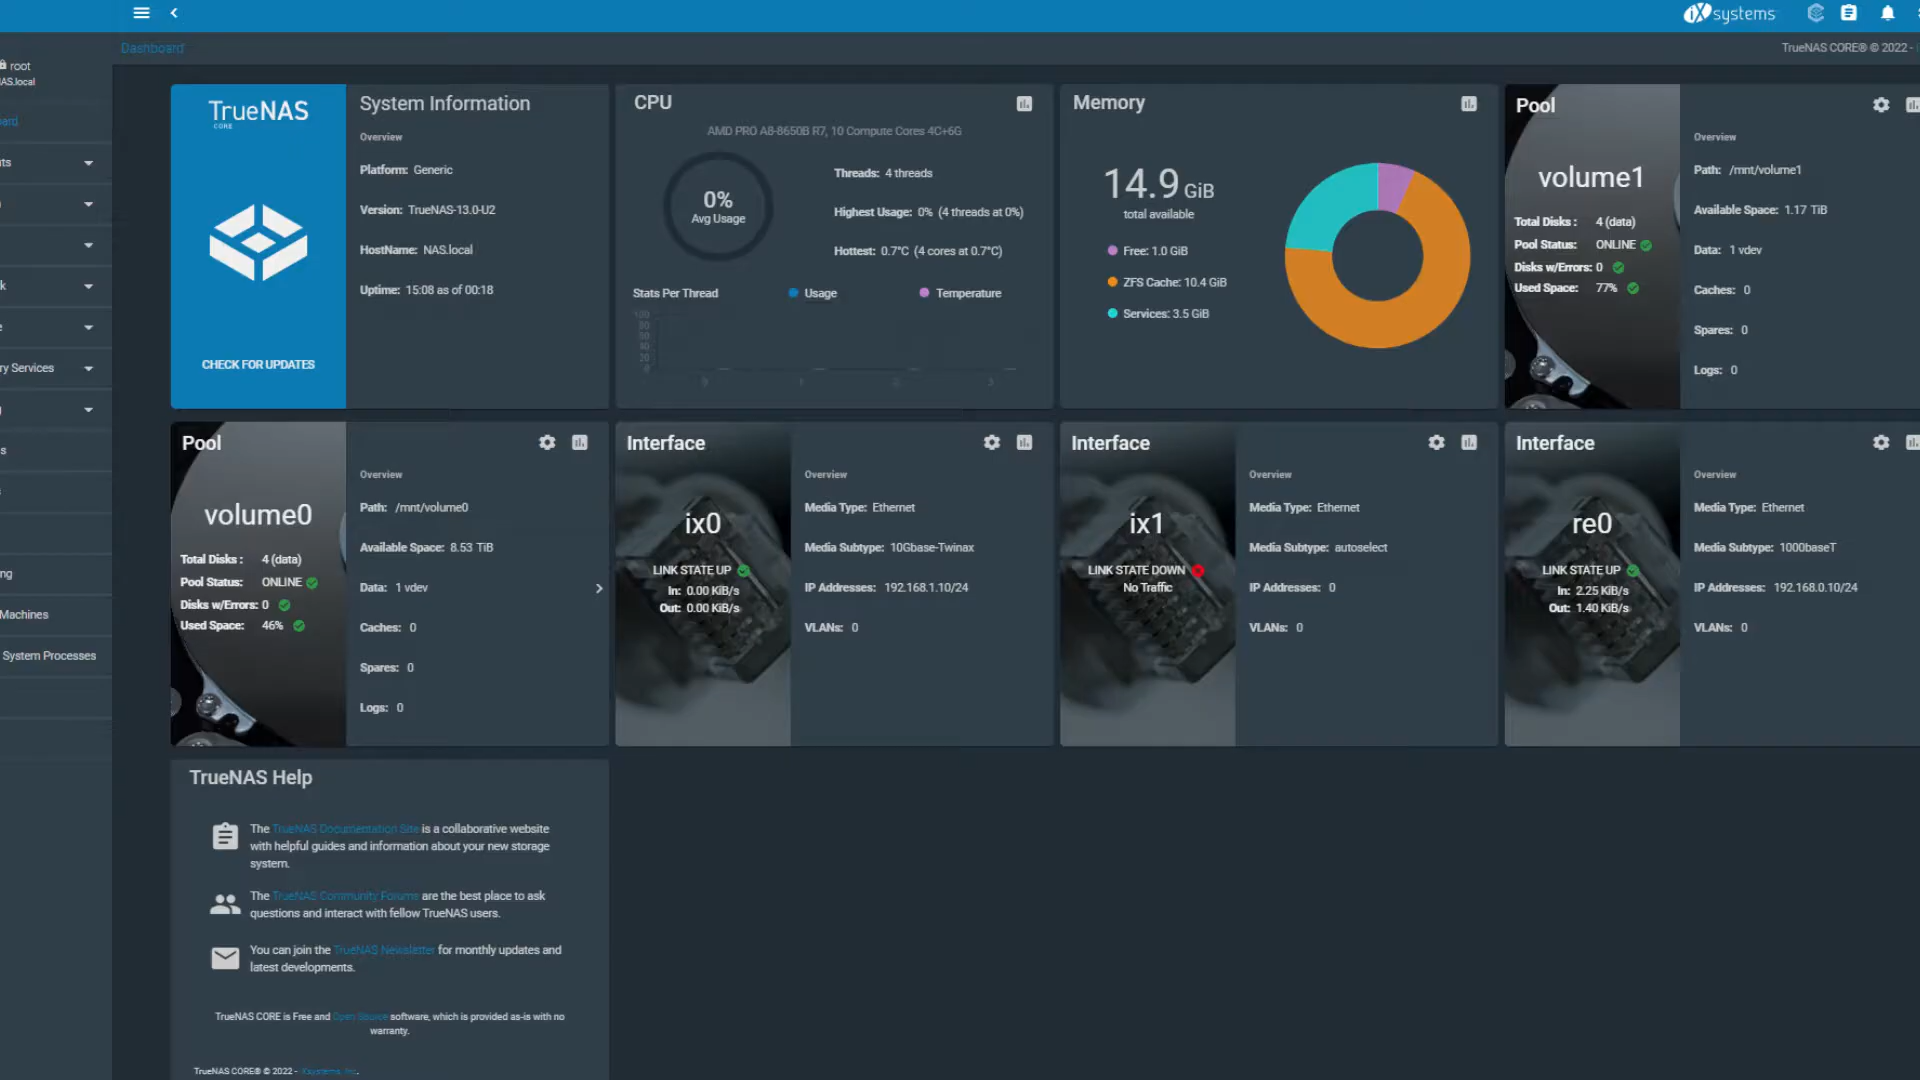 iXsystems
Dashboard
TrueNAS CORE® © 2022 -
root
AS.local
ard
ts
k
e
ry Services
s
ng
Machines
System Processes
TrueNAS
CORE
CHECK FOR UPDATES
System Information
Overview
Platform: Generic
Version: TrueNAS-13.0-U2
HostName: NAS.local
Uptime: 15:08 as of 00:18
CPU
AMD PRO A8-8650B R7, 10 Compute Cores 4C+6G
0%
Avg Usage
Threads: 4 threads
Highest Usage: 0% (4 threads at 0%)
Hottest: 0.7°C (4 cores at 0.7°C)
Stats Per Thread
Usage
Temperature
100
80
60
40
20
0
1
2
3
Memory
14.9 GiB
total available
Free: 1.0 GiB
ZFS Cache: 10.4 GiB
Services: 3.5 GiB
Pool
volume1
Total Disks : 4 (data)
Pool Status: ONLINE
Disks w/Errors: 0
Used Space: 77%
Overview
Path: /mnt/volume1
Available Space: 1.17 TiB
Data: 1 vdev
Caches: 0
Spares: 0
Logs: 0
Pool
volume0
Total Disks : 4 (data)
Pool Status: ONLINE
Disks w/Errors: 0
Used Space: 46%
Overview
Path: /mnt/volume0
Available Space: 8.53 TiB
Data: 1 vdev
Caches: 0
Spares: 0
Logs: 0
Interface
ix0
LINK STATE UP
In: 0.00 KiB/s
Out: 0.00 KiB/s
Overview
Media Type: Ethernet
Media Subtype: 10Gbase-Twinax
IP Addresses: 192.168.1.10/24
VLANs: 0
Interface
ix1
LINK STATE DOWN
No Traffic
Overview
Media Type: Ethernet
Media Subtype: autoselect
IP Addresses: 0
VLANs: 0
Interface
re0
LINK STATE UP
In: 2.25 KiB/s
Out: 1.40 KiB/s
Overview
Media Type: Ethernet
Media Subtype: 1000baseT
IP Addresses: 192.168.0.10/24
VLANs: 0
TrueNAS Help
The TrueNAS Documentation Site is a collaborative website
with helpful guides and information about your new storage
system.
The TrueNAS Community Forums are the best place to ask
questions and interact with fellow TrueNAS users.
You can join the TrueNAS Newsletter for monthly updates and
latest developments.
TrueNAS CORE is Free and Open Source software, which is provided as-is with no
warranty.
TrueNAS CORE® © 2022 - iXsystems, Inc.